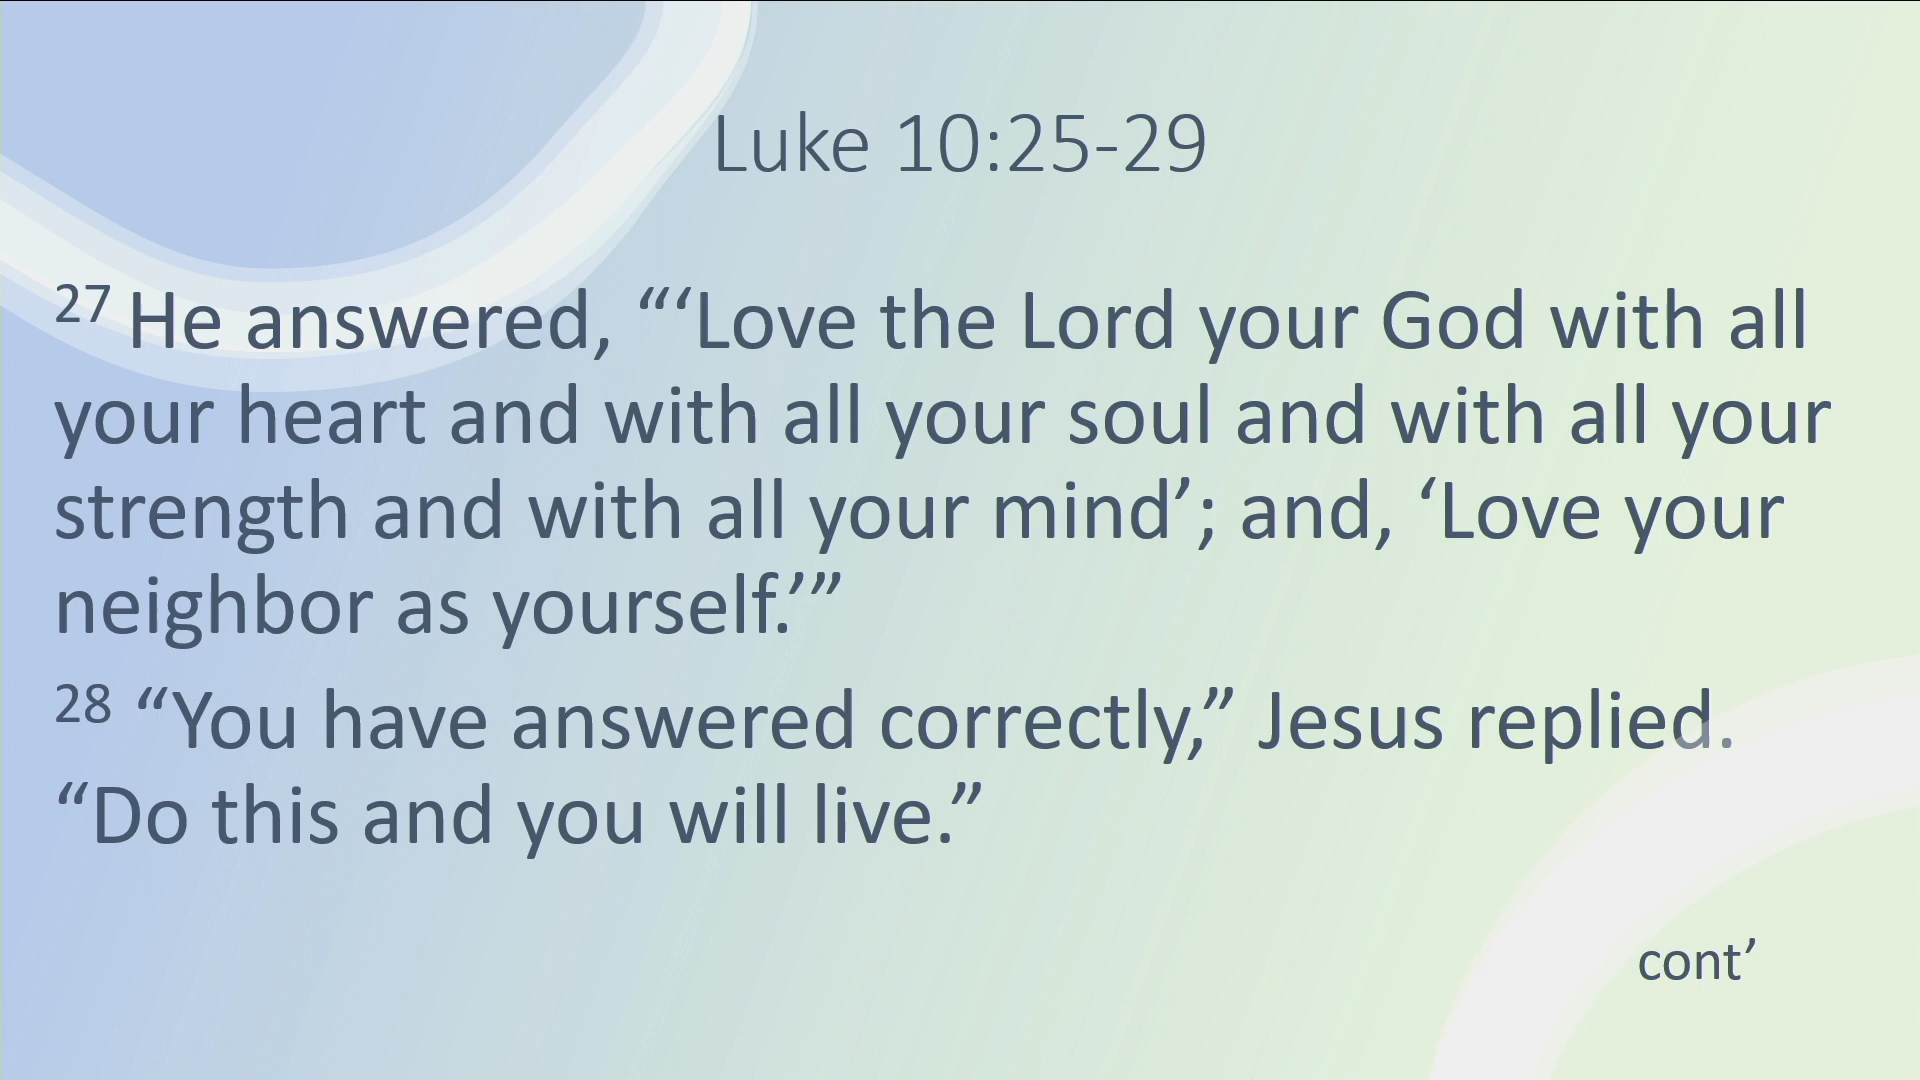 Luke 10:25-29
27 He answered, “‘Love the Lord your God with all
your heart and with all your soul and with all your
strength and with all your mind’; and, ‘Love your
neighbor as yourself.’”
28 “You have answered correctly,” Jesus replied.
“Do this and you will live.”
cont’